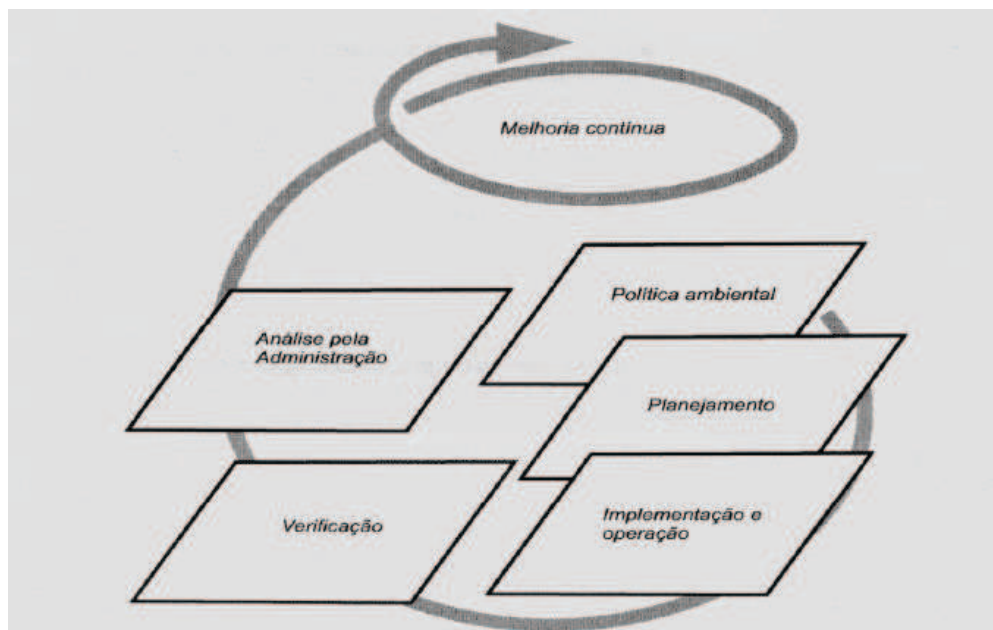 Melhoria contínua
Política ambiental
Análise pela
Administração
Planejamento
Verificação
Implementação e
operação